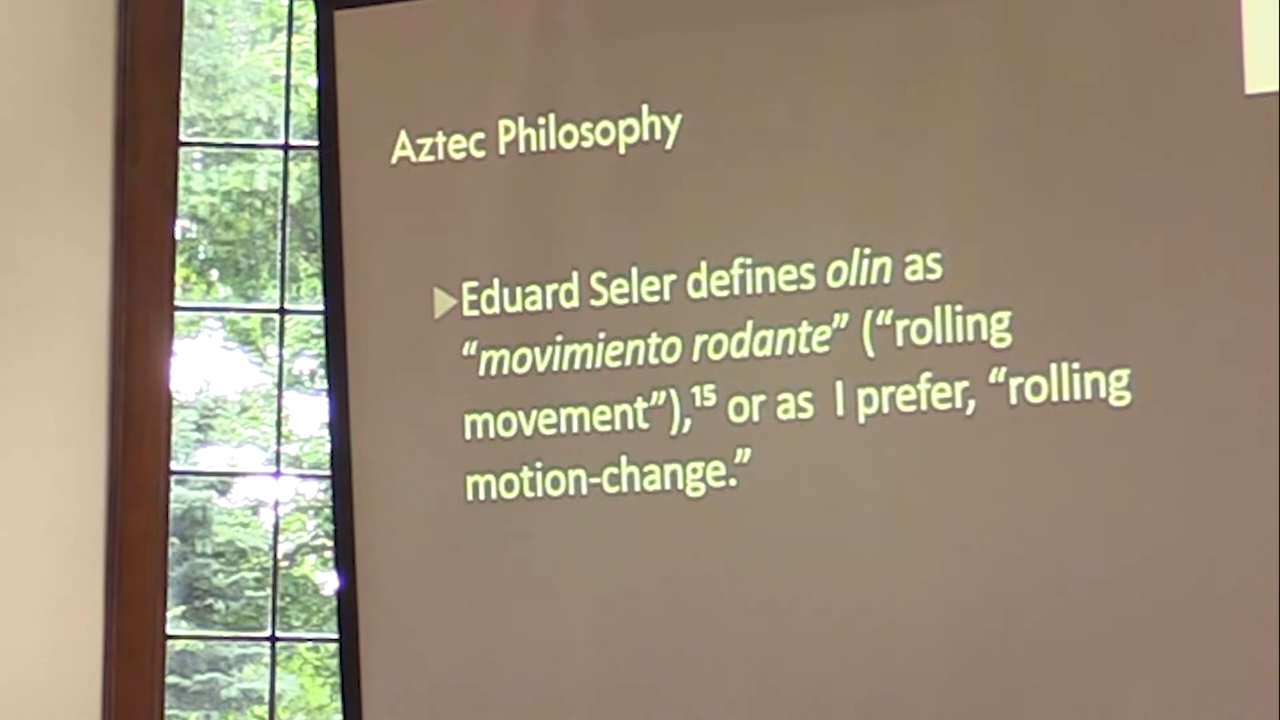 Aztec Philosophy
Eduard Seler defines olin as
“movimiento rodante” (“rolling
movement”),¹⁵ or as I prefer, “rolling
motion-change.”